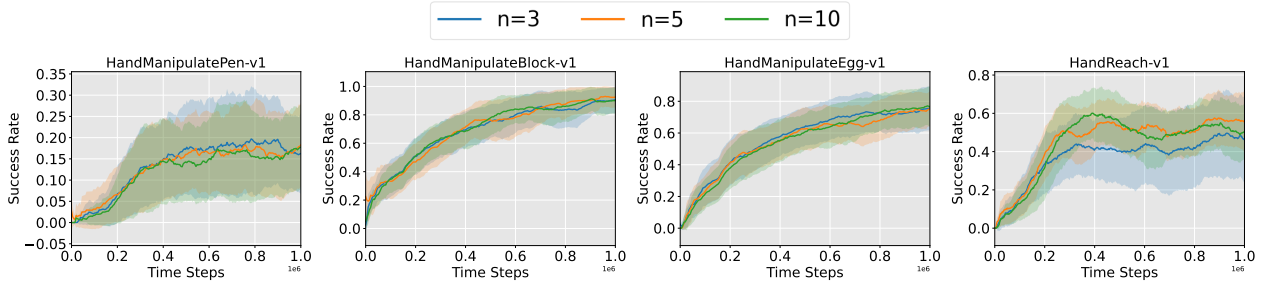 n=3 n=5 n=10
HandManipulatePen-v1
0.35
0.30
0.25
0.20
0.15
0.10
0.05
0.00
−0.05
Success Rate
0.0 0.2 0.4 0.6 0.8 1.0
Time Steps
1e6
HandManipulateBlock-v1
1.0
0.8
0.6
0.4
0.2
0.0
Success Rate
0.0 0.2 0.4 0.6 0.8 1.0
Time Steps
1e6
HandManipulateEgg-v1
0.8
0.6
0.4
0.2
0.0
Success Rate
0.0 0.2 0.4 0.6 0.8 1.0
Time Steps
1e6
HandReach-v1
0.8
0.6
0.4
0.2
0.0
Success Rate
0.0 0.2 0.4 0.6 0.8 1.0
Time Steps
1e6